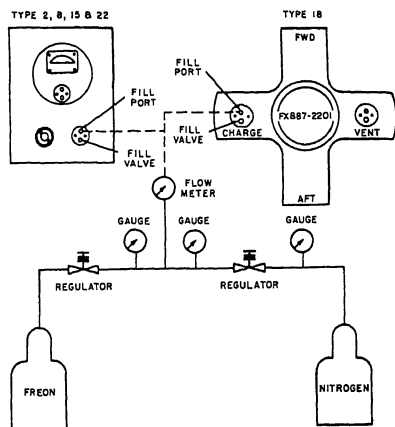 TYPE 2, 8, 15 & 22
TYPE 18
FWD
FILL
PORT
FILL
PORT
FX887-2201
FILL
VALVE
CHARGE
VENT
FILL
VALVE
FLOW
METER
AFT
GAUGE
GAUGE
GAUGE
REGULATOR
REGULATOR
FREON
NITROGEN